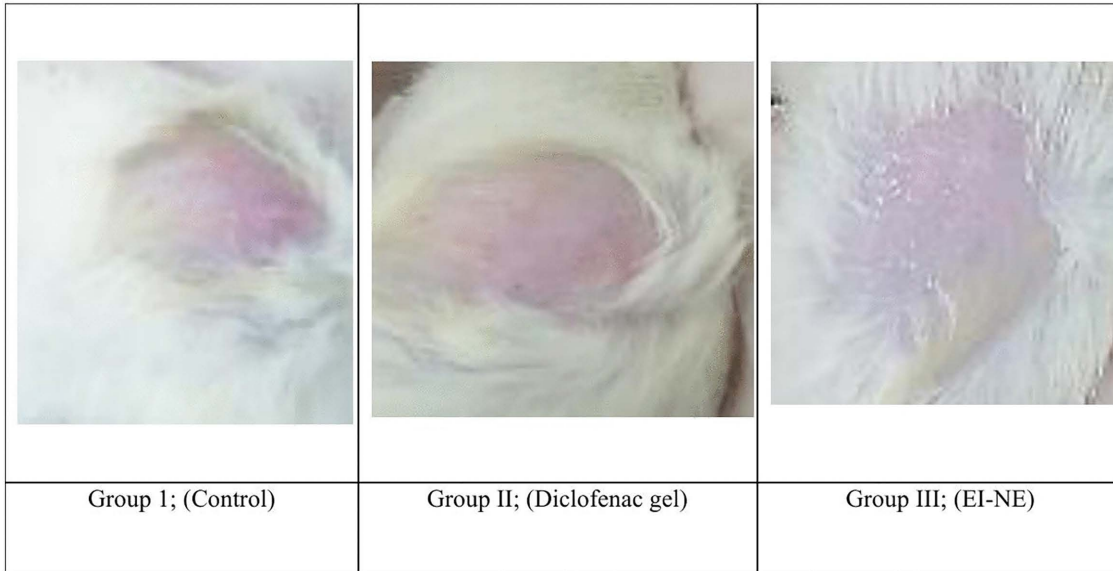 Group 1; (Control)
Group II; (Diclofenac gel)
Group III; (EI-NE)